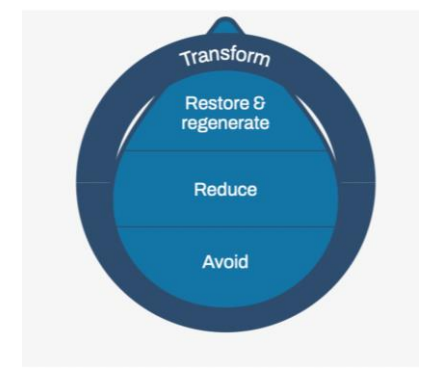 Transform
Restore &
regenerate
Reduce
Avoid